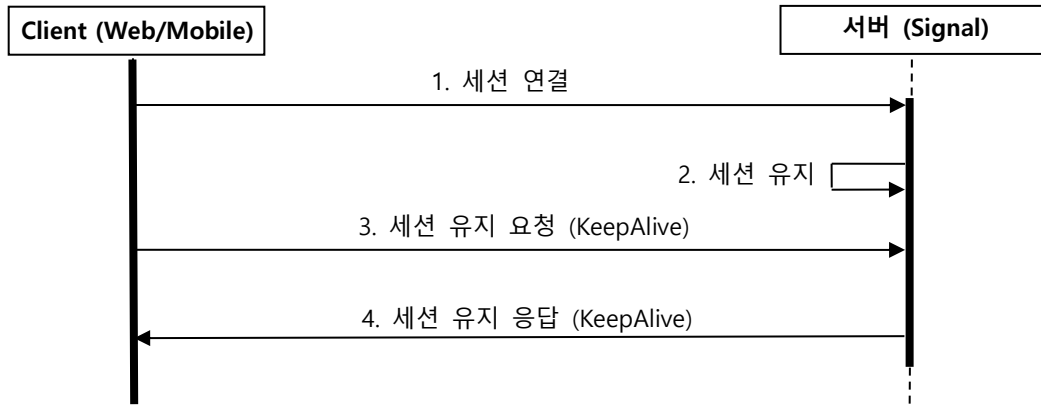 Client (Web/Mobile)
서버 (Signal)
1. 세션 연결
2. 세션 유지
3. 세션 유지 요청 (KeepAlive)
4. 세션 유지 응답 (KeepAlive)